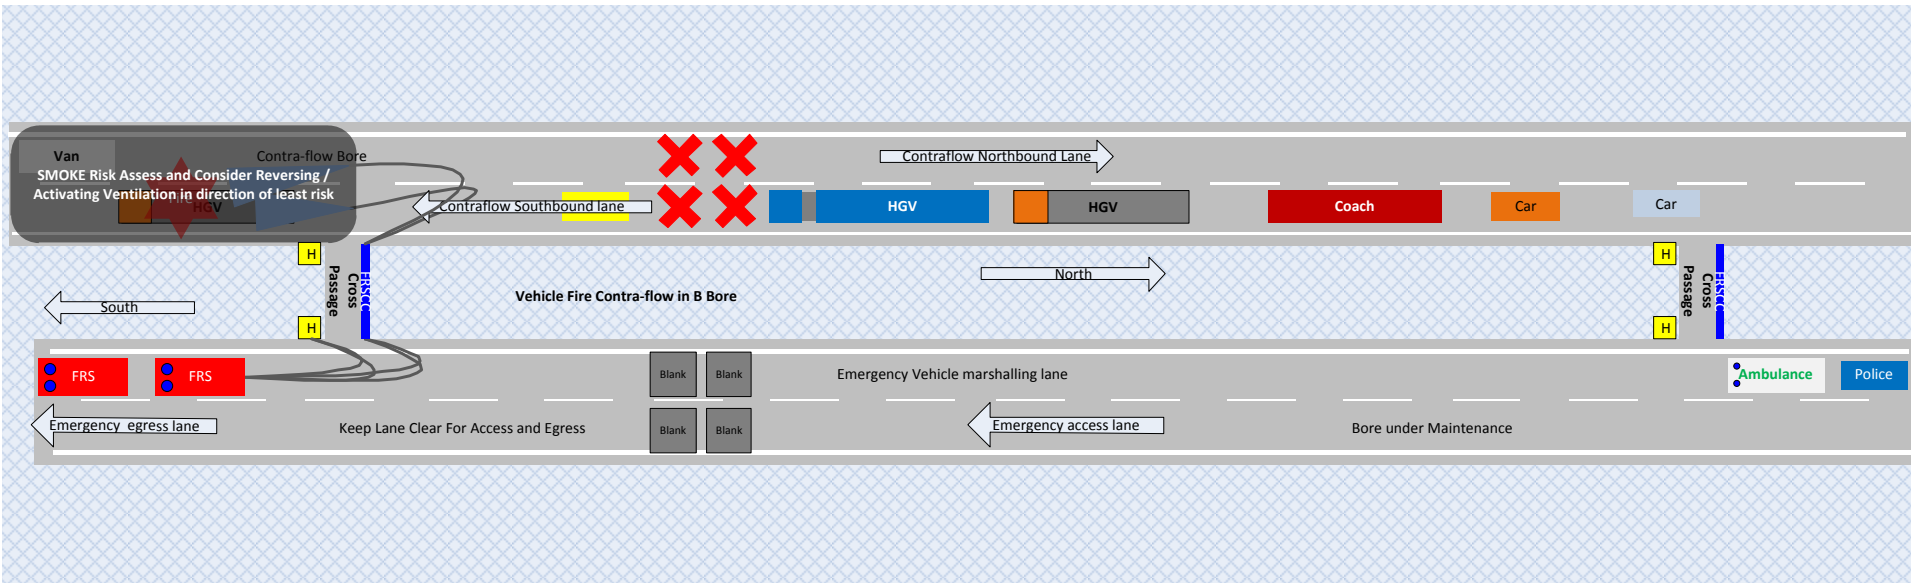 Van
Contra-flow Bore
SMOKE Risk Assess and Consider Reversing /
Activating Ventilation in direction of least risk
Fire
HGV
Contraflow Northbound Lane
Contraflow Southbound lane
HGV
HGV
Coach
Car
Car
H
H
Cross
Passage
FRSCC
South
Vehicle Fire Contra-flow in B Bore
North
H
H
Cross
Passage
FRSCC
FRS
FRS
Blank
Blank
Emergency Vehicle marshalling lane
Ambulance
Police
Emergency egress lane
Keep Lane Clear For Access and Egress
Blank
Blank
Emergency access lane
Bore under Maintenance